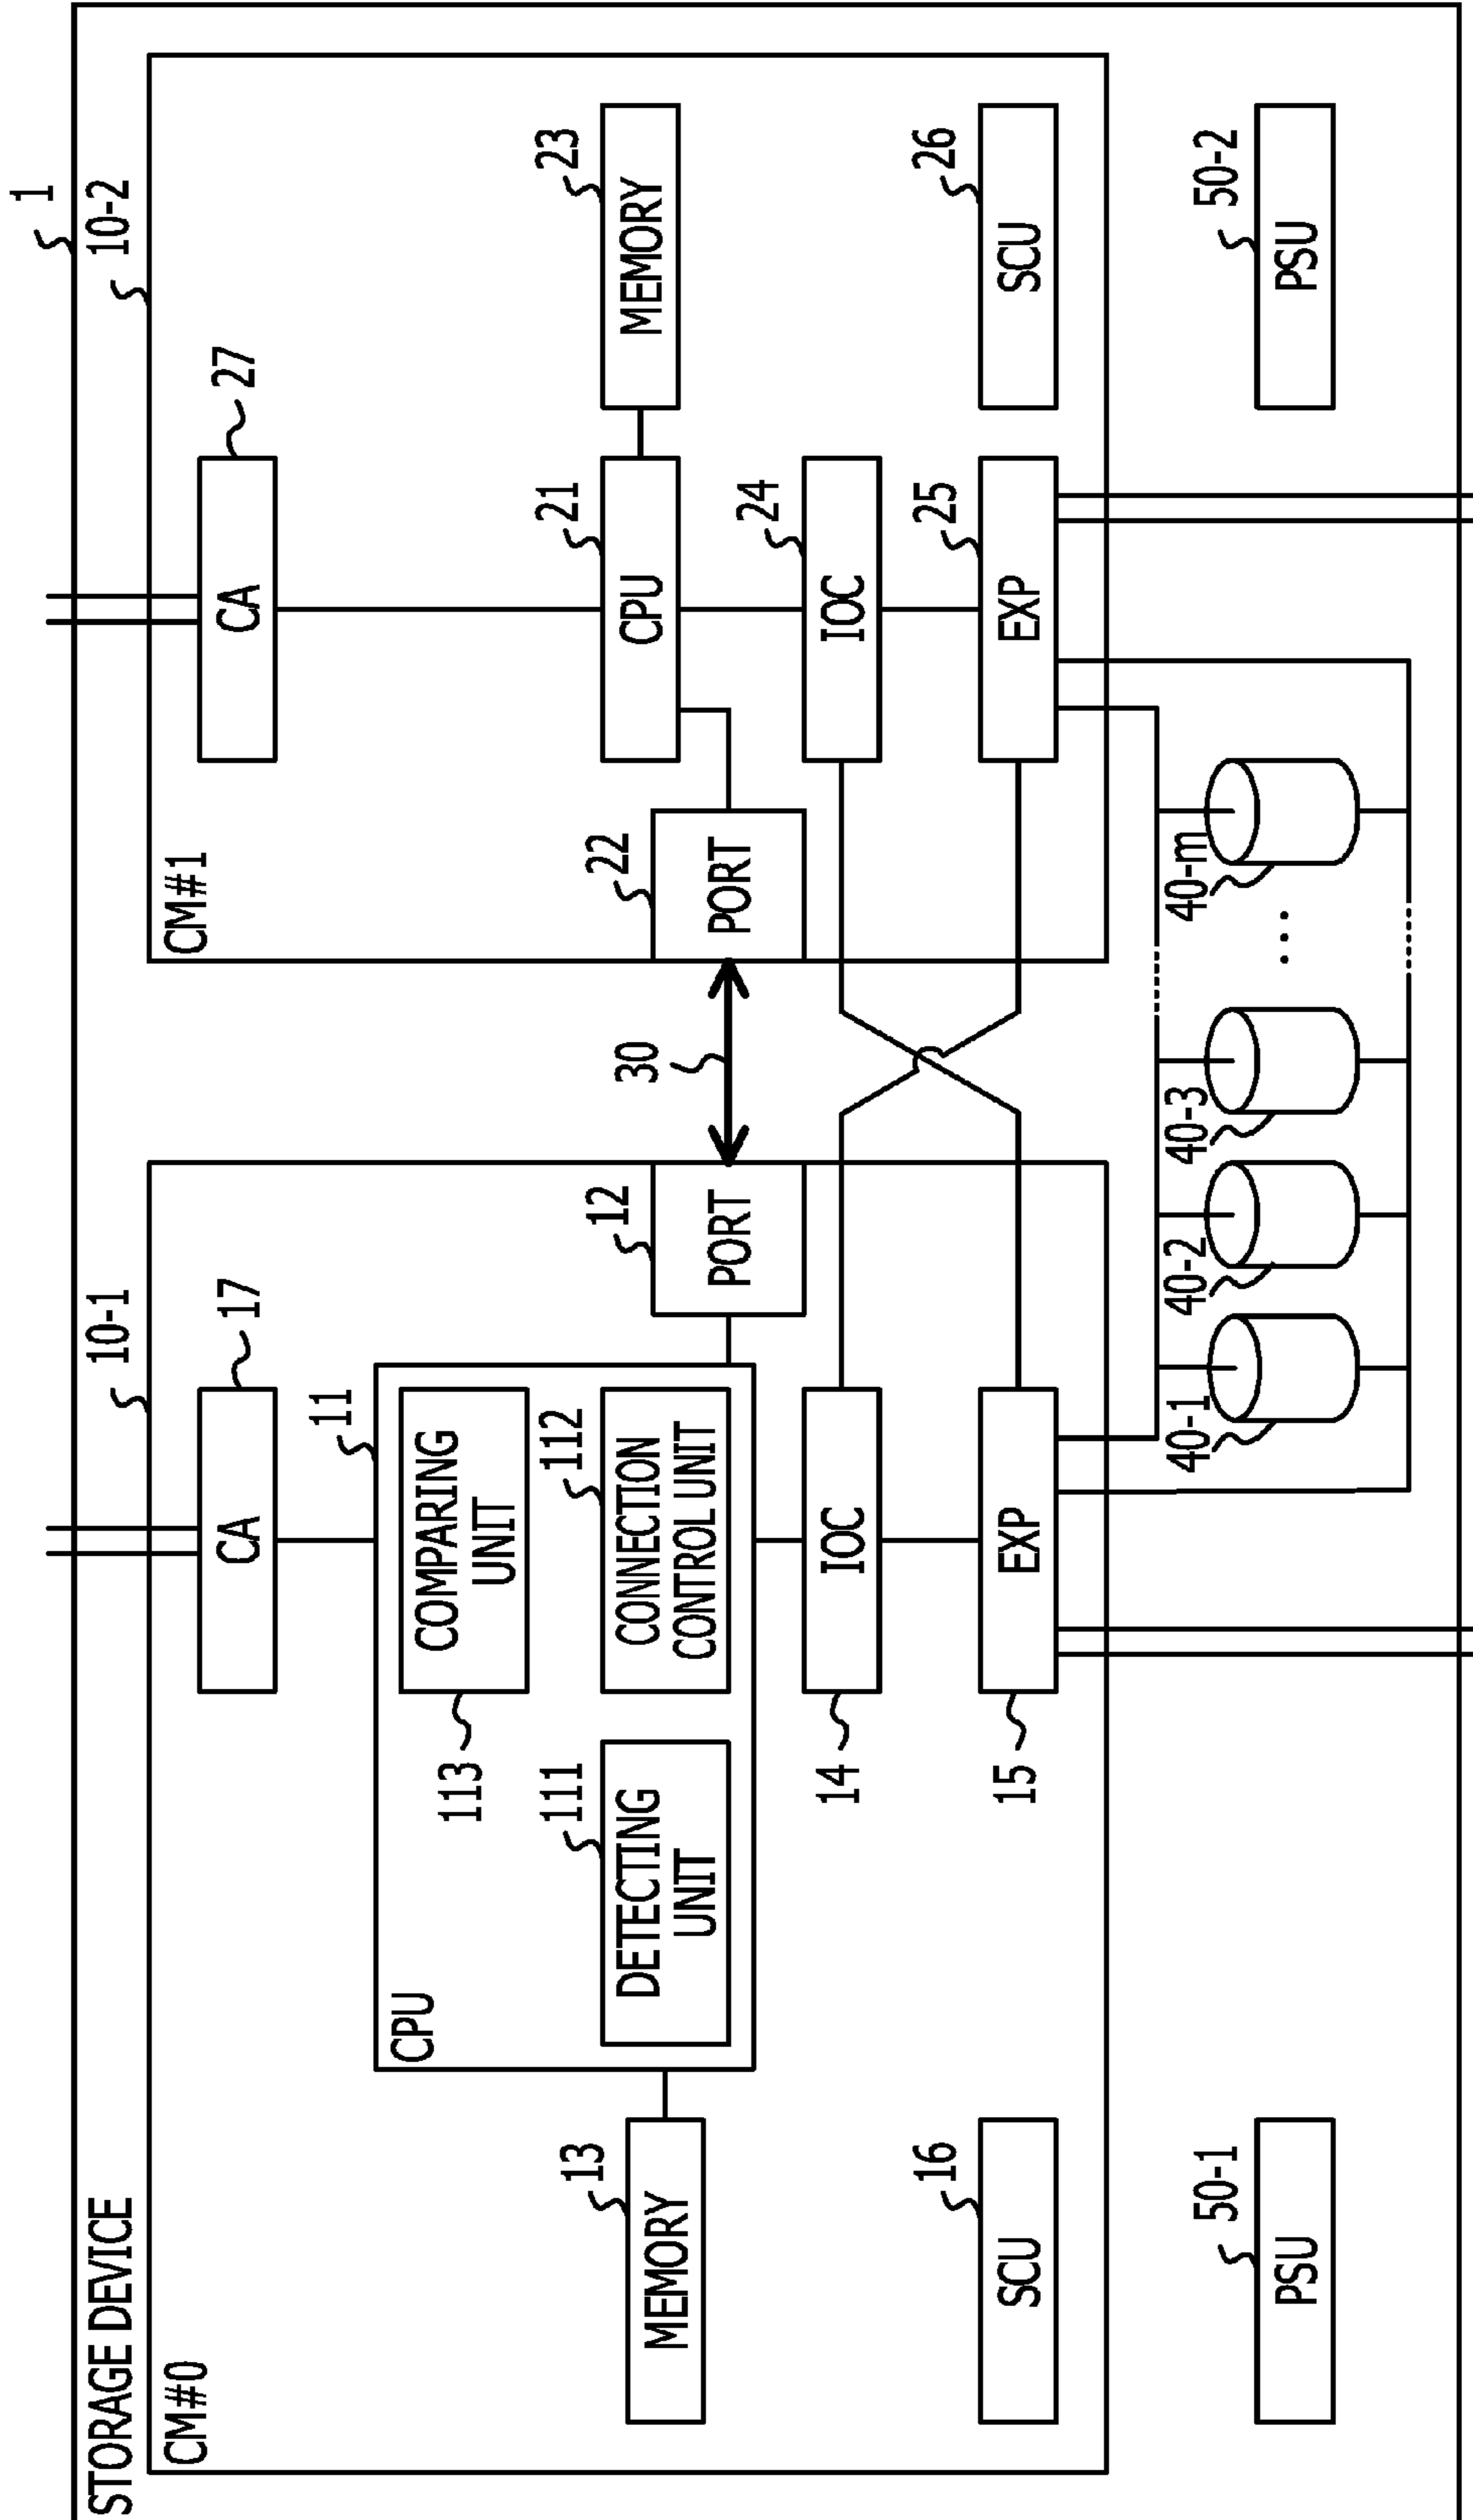 1
STORAGE DEVICE
10-1
10-2
CM#0
CM#1
17
CA
27
CA
11
CPU
113
COMPARING
UNIT
111
DETECTING
UNIT
112
CONNECTION
CONTROL UNIT
13
MEMORY
12
PORT
30
22
PORT
21
CPU
23
MEMORY
14
IOC
24
IOC
16
SCU
15
EXP
25
EXP
26
SCU
40-1
40-2
40-3
...
40-m
50-1
PSU
50-2
PSU